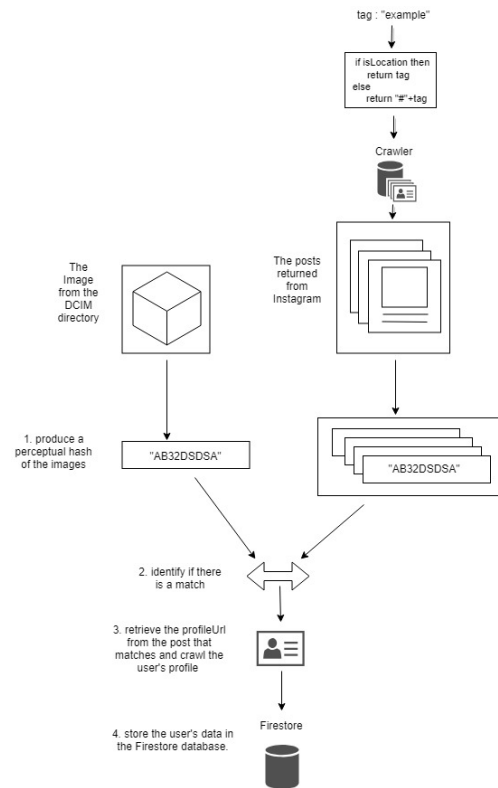 tag : "example"
if isLocation then
return tag
else
return "#"+tag
Crawler
The
Image
from the
DCIM
directory
The posts
returned
from
Instagram
1. produce a
perceptual hash
of the images
"AB32DSDSA"
"AB32DSDSA"
2. identify if there
is a match
3. retrieve the profileUrl
from the post that
matches and crawl the
user's profile
Firestore
4. store the user's data in
the Firestore database.